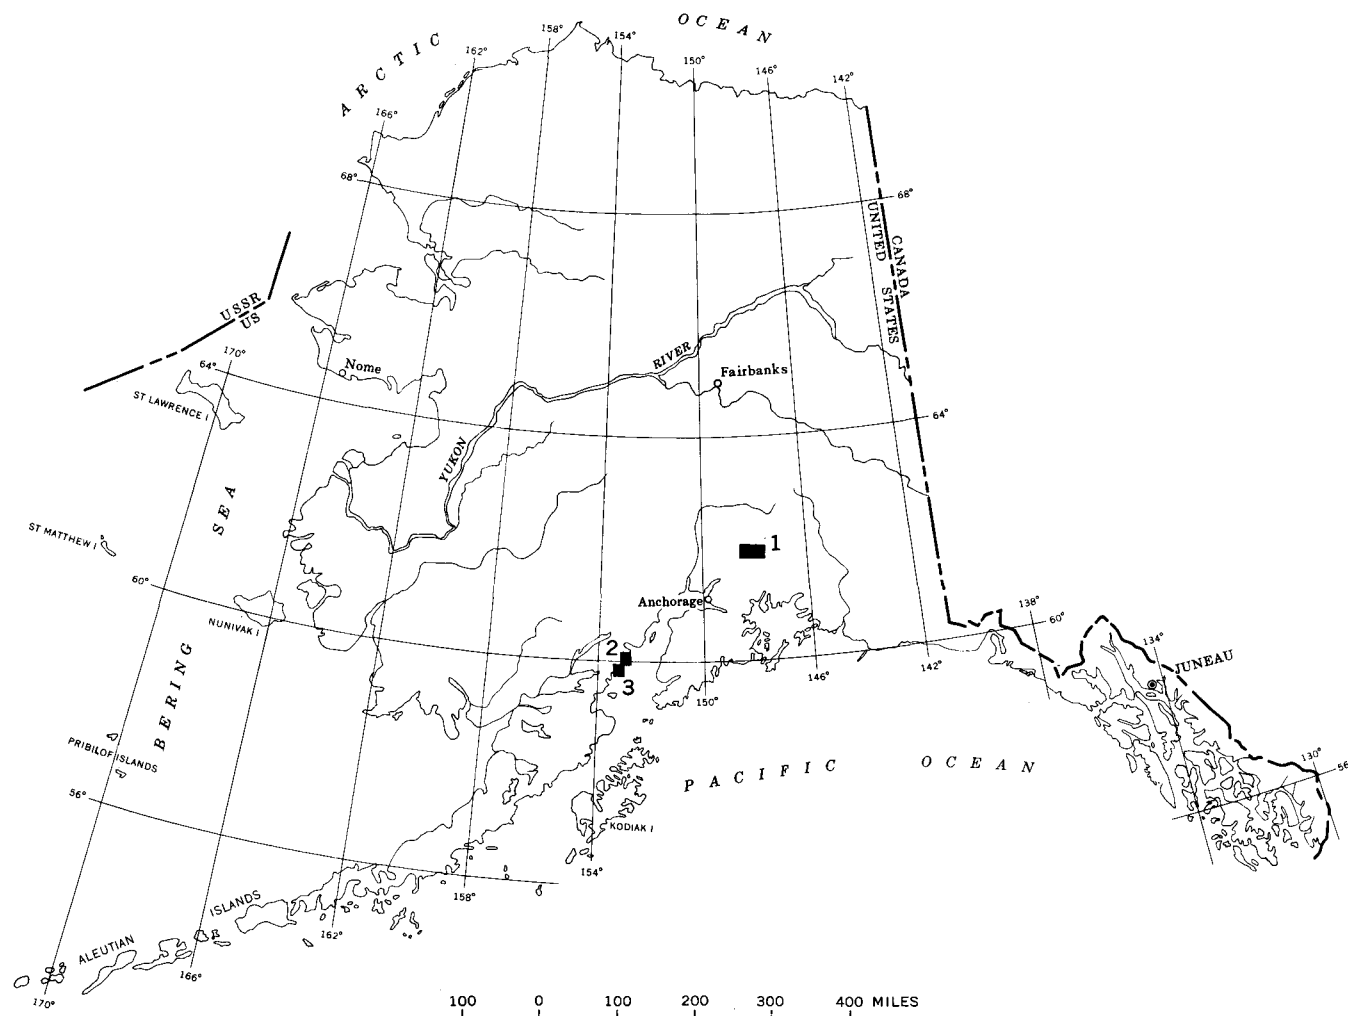 ARCTIC OCEAN
158°
154°
162°
150°
146°
142°
166°
68°
68°
UNITED STATES
CANADA
USSR
US
170°
64°
Nome
RIVER
Fairbanks
ST LAWRENCE I
64°
YUKON
BERING SEA
ST MATTHEW I
1
60°
Anchorage
138°
60°
NUNIVAK I
2
134°
JUNEAU
142°
146°
3
150°
PRIBILOF ISLANDS
130°
56°
PACIFIC OCEAN
56°
KODIAK I
154°
158°
ISLANDS
162°
ALEUTIAN
166°
170°
100 0 100 200 300 400 MILES